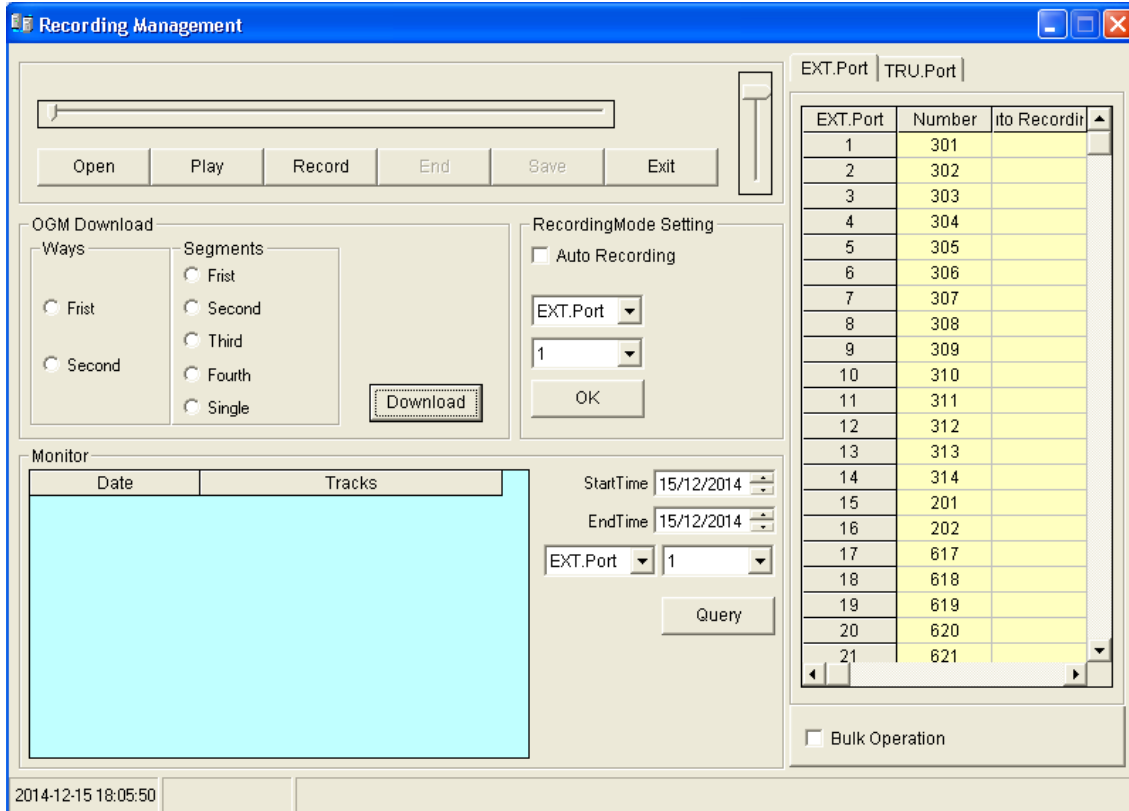 Recording Management
Open Play Record End Save Exit
OGM Download
Ways
Frist
Second
Segments
Frist
Second
Third
Fourth
Single
Download
RecordingMode Setting
Auto Recording
EXT.Port
1
OK
Monitor
Date Tracks
StartTime 15/12/2014
EndTime 15/12/2014
EXT.Port 1
Query
EXT.Port TRU.Port
EXT.Port Number ito Recordin
1 301
2 302
3 303
4 304
5 305
6 306
7 307
8 308
9 309
10 310
11 311
12 312
13 313
14 314
15 201
16 202
17 617
18 618
19 619
20 620
21 621
Bulk Operation
2014-12-15 18:05:50